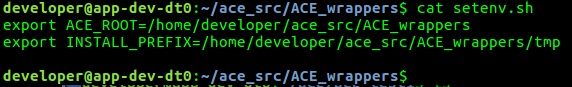 developer@app-dev-dt0:~/ace_src/ACE_wrappers$ cat setenv.sh
export ACE_ROOT=/home/developer/ace_src/ACE_wrappers
export INSTALL_PREFIX=/home/developer/ace_src/ACE_wrappers/tmp
developer@app-dev-dt0:~/ace_src/ACE_wrappers$